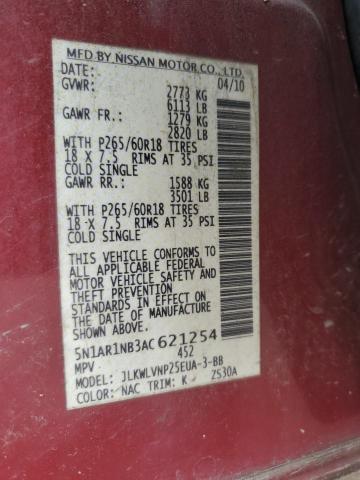 MFD BY NISSAN MOTOR CO., LTD.
DATE: 04/10
GVWR: 2773 KG
6113 LB
GAWR FR.: 1279 KG
2820 LB
WITH P265/60R18 TIRES
18 X 7.5 RIMS AT 35 PSI
COLD SINGLE
GAWR RR.: 1588 KG
3501 LB
WITH P265/60R18 TIRES
18 X 7.5 RIMS AT 35 PSI
COLD SINGLE
THIS VEHICLE CONFORMS TO
ALL APPLICABLE FEDERAL
MOTOR VEHICLE SAFETY AND
THEFT PREVENTION
STANDARDS IN EFFECT ON
THE DATE OF MANUFACTURE
SHOWN ABOVE.
5N1AR1NB3AC621254
MPV 452
MODEL: JLKWLVNP25EUA-3-BB
COLOR: NAC TRIM: K ZS30A